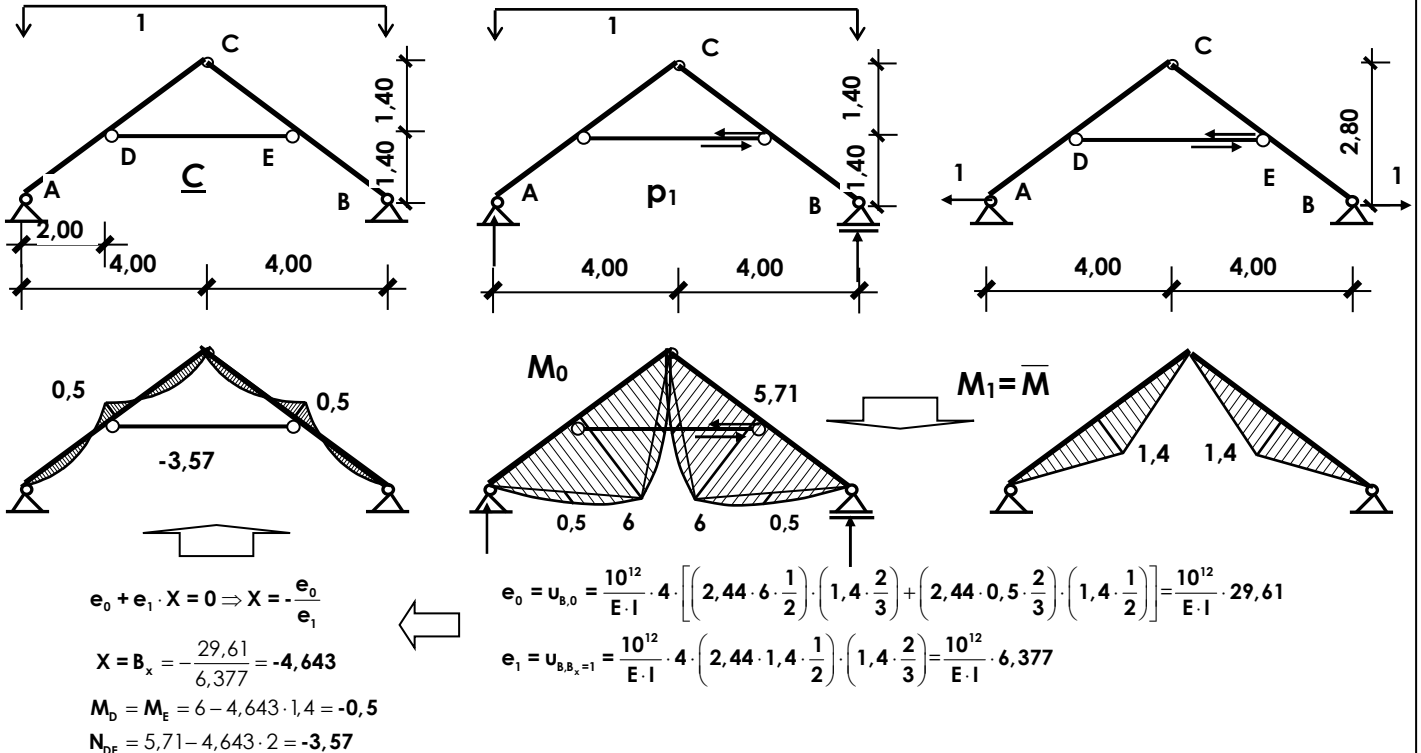 1
C
1,40
1,40
D
E
C
A
B
2,00
4,00
4,00
1
C
1,40
1,40
A
p₁
B
4,00
4,00
C
2,80
D
E
1
A
B
1
4,00
4,00
0,5
0,5
-3,57
M₀
5,71
0,5
6
6
0,5
M₁=M̅
1,4
1,4
e₀ + e₁ · X = 0 ⇒ X = - e₀/e₁
X = Bₓ = - 29,61/6,377 = -4,643
M_D = M_E = 6 – 4,643 · 1,4 = -0,5
N_DE = 5,71 – 4,643 · 2 = -3,57
e₀ = u_B,0 = 10¹²/E·I · 4 · [(2,44 · 6 · 1/2) · (1,4 · 2/3) + (2,44 · 0,5 · 2/3) · (1,4 · 1/2)] = 10¹²/E·I · 29,61
e₁ = u_B,Bₓ=1 = 10¹²/E·I · 4 · (2,44 · 1,4 · 1/2) · (1,4 · 2/3) = 10¹²/E·I · 6,377